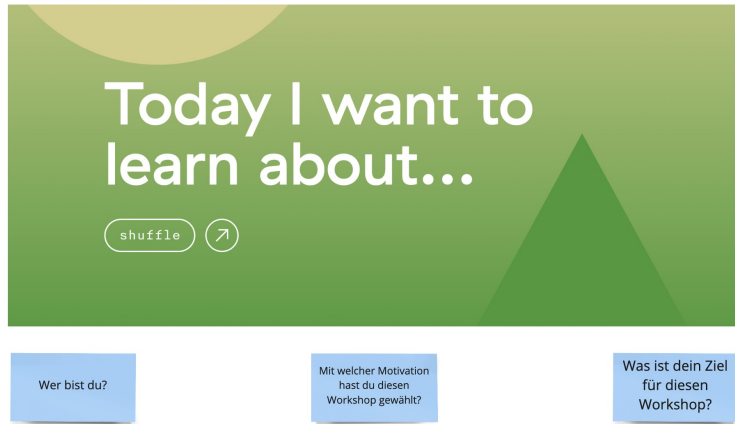 Today I want to
learn about...
shuffle
Wer bist du?
Mit welcher Motivation
hast du diesen
Workshop gewählt?
Was ist dein Ziel
für diesen
Workshop?